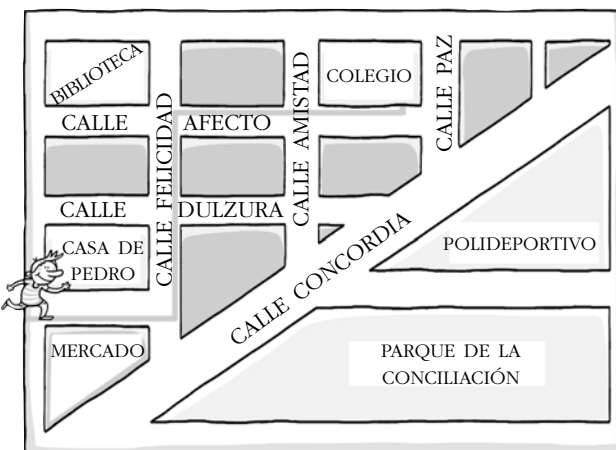 BIBLIOTECA
COLEGIO
CALLE PAZ
CALLE AFECTO
CALLE FELICIDAD
CALLE AMISTAD
CALLE DULZURA
CASA DE
PEDRO
CALLE CONCORDIA
POLIDEPORTIVO
MERCADO
PARQUE DE LA
CONCILIACIÓN